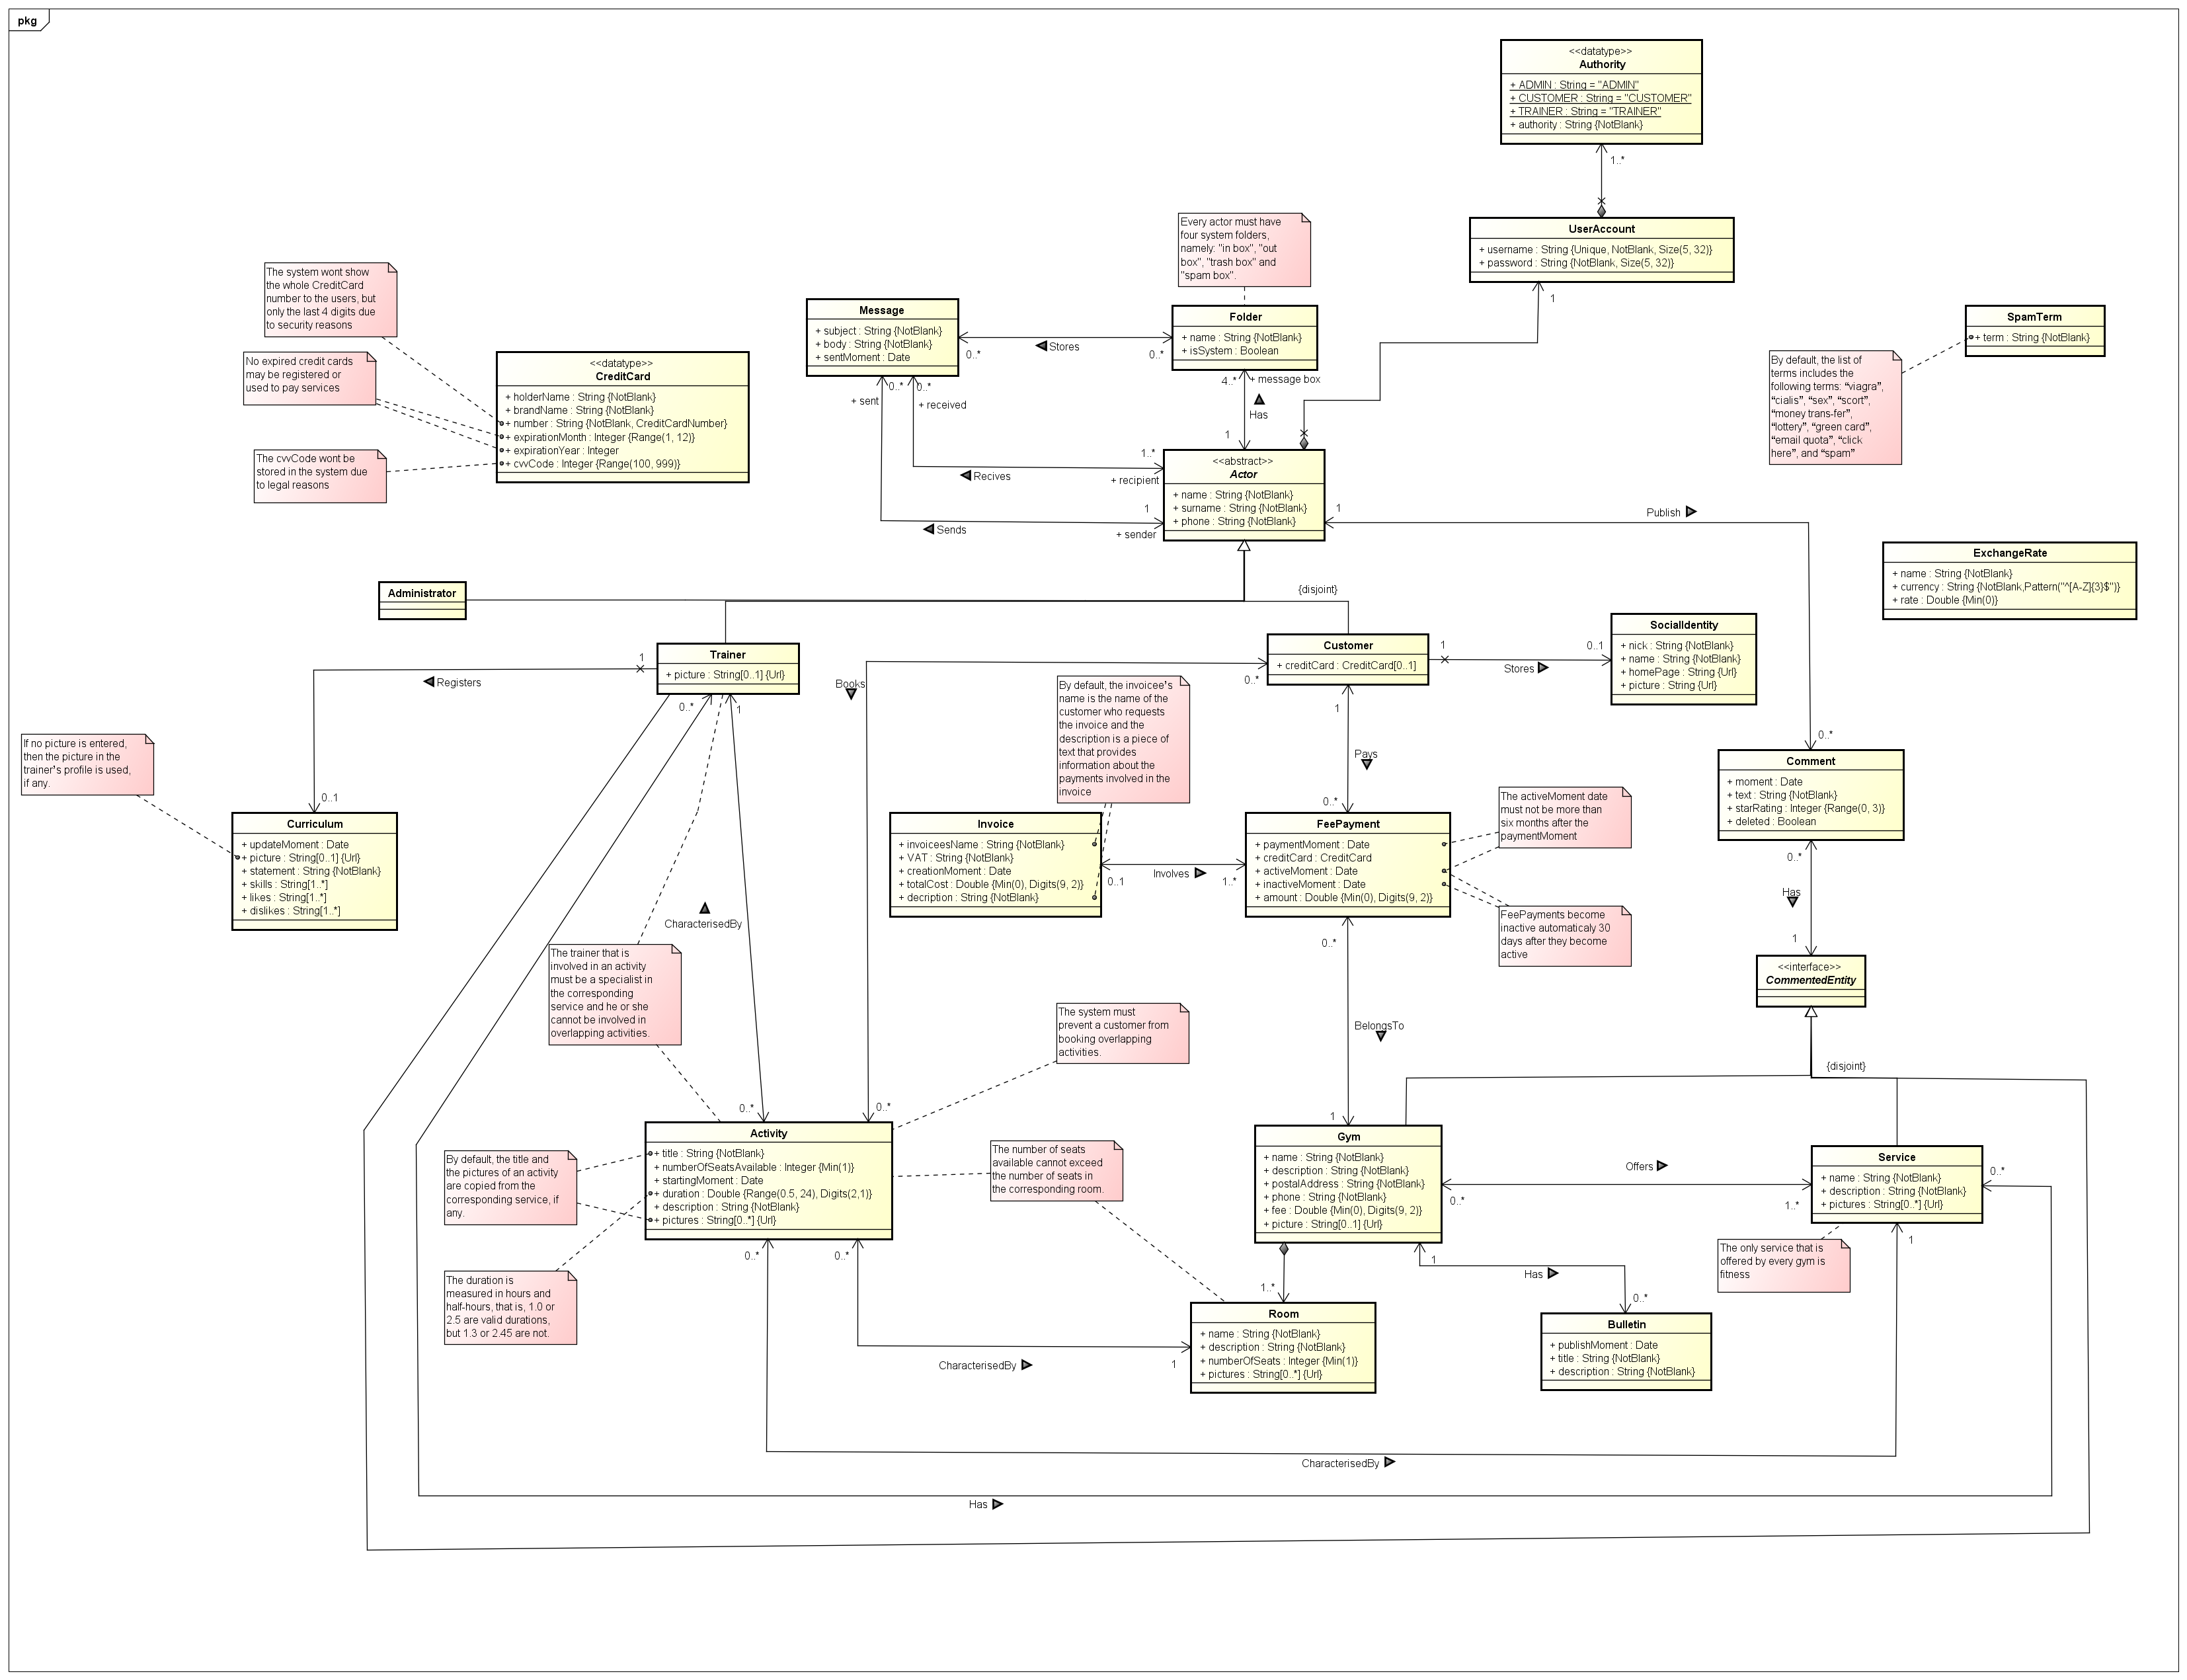 pkg
<<datatype>>
Authority
+ ADMIN : String = "ADMIN"
+ CUSTOMER : String = "CUSTOMER"
+ TRAINER : String = "TRAINER"
+ authority : String {NotBlank}
1..*
UserAccount
+ username : String {Unique, NotBlank, Size(5, 32)}
+ password : String {NotBlank, Size(5, 32)}
1
Every actor must have
four system folders,
namely: "in box", "out
box", "trash box" and
"spam box".
The system wont show
the whole CreditCard
number to the users, but
only the last 4 digits due
to security reasons
No expired credit cards
may be registered or
used to pay services
The cvvCode wont be
stored in the system due
to legal reasons
<<datatype>>
CreditCard
+ holderName : String {NotBlank}
+ brandName : String {NotBlank}
+ number : String {NotBlank, CreditCardNumber}
+ expirationMonth : Integer {Range(1, 12)}
+ expirationYear : Integer
+ cvvCode : Integer {Range(100, 999)}
Message
+ subject : String {NotBlank}
+ body : String {NotBlank}
+ sentMoment : Date
0..*
Stores
0..*
Folder
+ name : String {NotBlank}
+ isSystem : Boolean
SpamTerm
+ term : String {NotBlank}
By default, the list of
terms includes the
following terms: “viagra”,
“cialis”, “sex”, “scort”,
“money trans-fer”,
“lottery”, “green card”,
“email quota”, “click
here”, and “spam”
0..*
0..*
+ sent
+ received
4..*
+ message box
Has
1
1..*
Recives
+ recipient
1
Sends
+ sender
<<abstract>>
Actor
+ name : String {NotBlank}
+ surname : String {NotBlank}
+ phone : String {NotBlank}
1
Publish
ExchangeRate
+ name : String {NotBlank}
+ currency : String {NotBlank,Pattern("^[A-Z]{3}$")}
+ rate : Double {Min(0)}
Administrator
{disjoint}
Trainer
+ picture : String[0..1] {Url}
1
Registers
0..*
1
Customer
+ creditCard : CreditCard[0..1]
1
Stores
0..1
SocialIdentity
+ nick : String {NotBlank}
+ name : String {NotBlank}
+ homePage : String {Url}
+ picture : String {Url}
Books
0..*
1
By default, the invoicee’s
name is the name of the
customer who requests
the invoice and the
description is a piece of
text that provides
information about the
payments involved in the
invoice
Pays
0..*
0..*
If no picture is entered,
then the picture in the
trainer’s profile is used,
if any.
0..1
Curriculum
+ updateMoment : Date
+ picture : String[0..1] {Url}
+ statement : String {NotBlank}
+ skills : String[1..*]
+ likes : String[1..*]
+ dislikes : String[1..*]
Invoice
+ invoiceesName : String {NotBlank}
+ VAT : String {NotBlank}
+ creationMoment : Date
+ totalCost : Double {Min(0), Digits(9, 2)}
+ decription : String {NotBlank}
0..1
Involves
1..*
FeePayment
+ paymentMoment : Date
+ creditCard : CreditCard
+ activeMoment : Date
+ inactiveMoment : Date
+ amount : Double {Min(0), Digits(9, 2)}
The activeMoment date
must not be more than
six months after the
paymentMoment
FeePayments become
inactive automaticaly 30
days after they become
active
Comment
+ moment : Date
+ text : String {NotBlank}
+ starRating : Integer {Range(0, 3)}
+ deleted : Boolean
0..*
Has
1
<<interface>>
CommentedEntity
{disjoint}
CharacterisedBy
The trainer that is
involved in an activity
must be a specialist in
the corresponding
service and he or she
cannot be involved in
overlapping activities.
0..*
BelongsTo
1
The system must
prevent a customer from
booking overlapping
activities.
0..*
0..*
Activity
+ title : String {NotBlank}
+ numberOfSeatsAvailable : Integer {Min(1)}
+ startingMoment : Date
+ duration : Double {Range(0.5, 24), Digits(2,1)}
+ description : String {NotBlank}
+ pictures : String[0..*] {Url}
By default, the title and
the pictures of an activity
are copied from the
corresponding service, if
any.
The duration is
measured in hours and
half-hours, that is, 1.0 or
2.5 are valid durations,
but 1.3 or 2.45 are not.
The number of seats
available cannot exceed
the number of seats in
the corresponding room.
Gym
+ name : String {NotBlank}
+ description : String {NotBlank}
+ postalAddress : String {NotBlank}
+ phone : String {NotBlank}
+ fee : Double {Min(0), Digits(9, 2)}
+ picture : String[0..1] {Url}
0..*
Offers
1..*
Service
+ name : String {NotBlank}
+ description : String {NotBlank}
+ pictures : String[0..*] {Url}
0..*
1
The only service that is
offered by every gym is
fitness
0..*
0..*
1..*
1
Has
0..*
Room
+ name : String {NotBlank}
+ description : String {NotBlank}
+ numberOfSeats : Integer {Min(1)}
+ pictures : String[0..*] {Url}
Bulletin
+ publishMoment : Date
+ title : String {NotBlank}
+ description : String {NotBlank}
CharacterisedBy
1
CharacterisedBy
Has